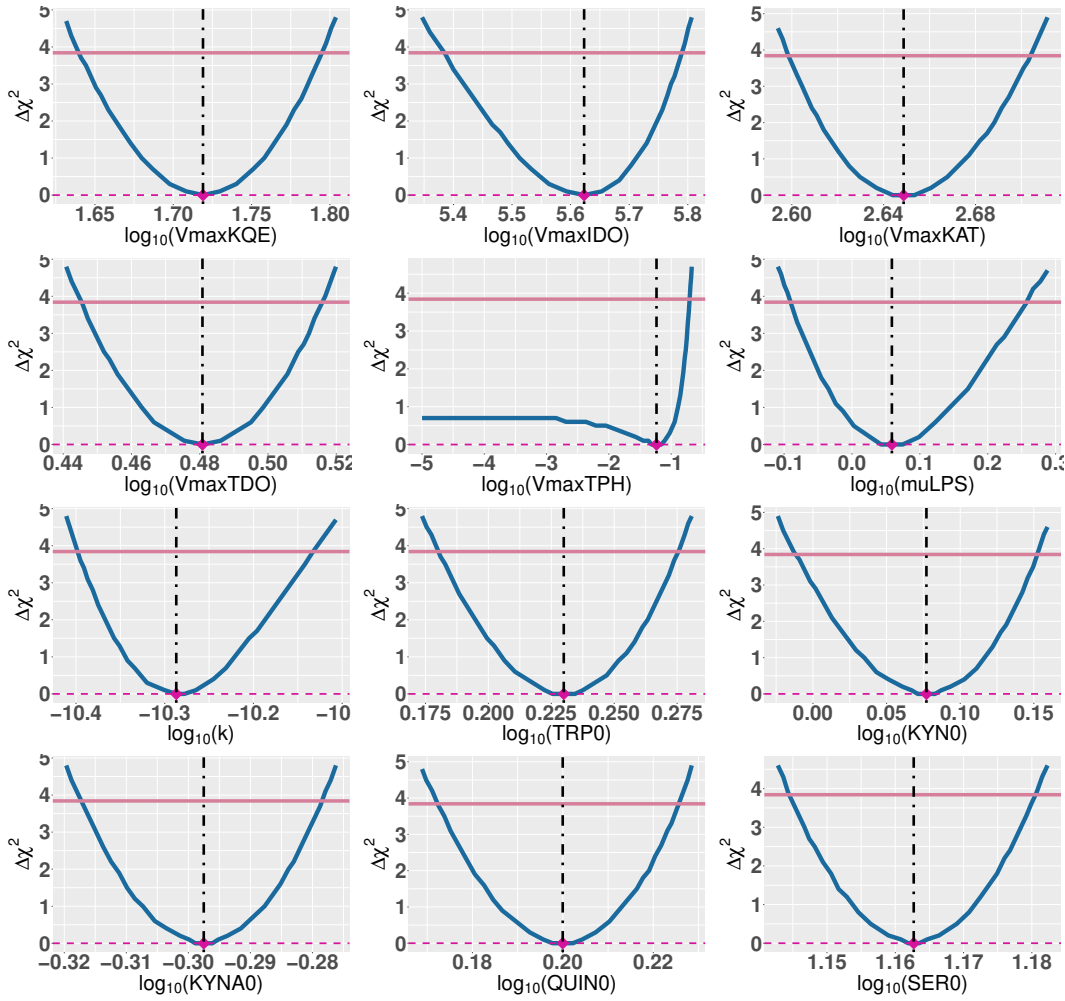 5
4
3
2
1
0
Δχ²
1.65 1.70 1.75 1.80
log₁₀(VmaxKQE)
5
4
3
2
1
0
Δχ²
5.4 5.5 5.6 5.7 5.8
log₁₀(VmaxIDO)
5
4
3
2
1
0
Δχ²
2.60 2.64 2.68
log₁₀(VmaxKAT)
5
4
3
2
1
0
Δχ²
0.44 0.46 0.48 0.50 0.52
log₁₀(VmaxTDO)
5
4
3
2
1
0
Δχ²
−5 −4 −3 −2 −1
log₁₀(VmaxTPH)
5
4
3
2
1
0
Δχ²
−0.1 0.0 0.1 0.2 0.3
log₁₀(muLPS)
5
4
3
2
1
0
Δχ²
−10.4 −10.3 −10.2 −10
log₁₀(k)
5
4
3
2
1
0
Δχ²
0.175 0.200 0.225 0.250 0.275
log₁₀(TRP0)
5
4
3
2
1
0
Δχ²
0.00 0.05 0.10 0.15
log₁₀(KYN0)
5
4
3
2
1
0
Δχ²
−0.32 −0.31 −0.30 −0.29 −0.28
log₁₀(KYNA0)
5
4
3
2
1
0
Δχ²
0.18 0.20 0.22
log₁₀(QUIN0)
5
4
3
2
1
0
Δχ²
1.15 1.16 1.17 1.18
log₁₀(SER0)